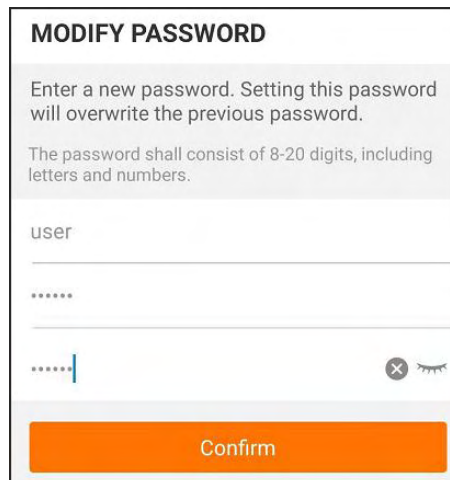 MODIFY PASSWORD
Enter a new password. Setting this password
will overwrite the previous password.
The password shall consist of 8-20 digits, including
letters and numbers.
user
••••••
••••••
Confirm